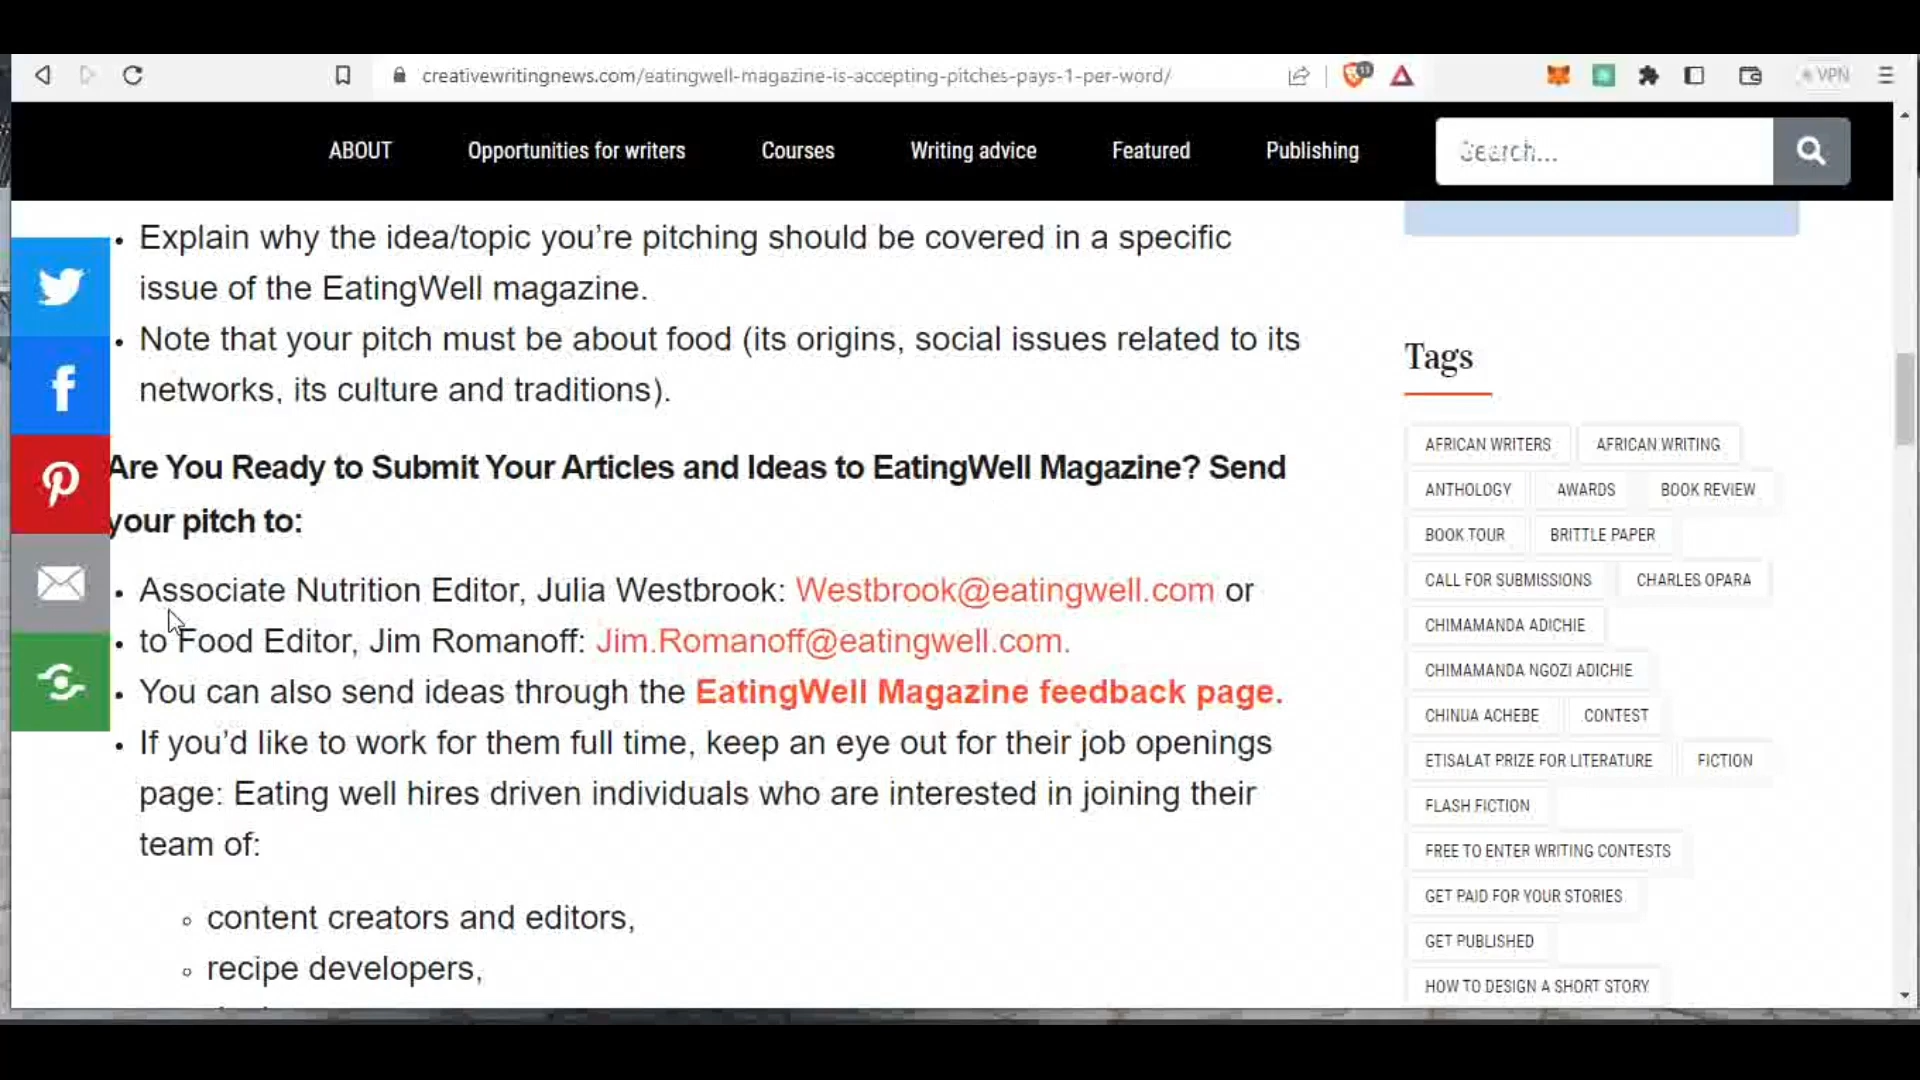 creativewritingnews.com/eatingwell-magazine-is-accepting-pitches-pays-1-per-word/
VPN
ABOUT
Opportunities for writers
Courses
Writing advice
Featured
Publishing
Search...
• Explain why the idea/topic you’re pitching should be covered in a specific
issue of the EatingWell magazine.
• Note that your pitch must be about food (its origins, social issues related to its
networks, its culture and traditions).
Are You Ready to Submit Your Articles and Ideas to EatingWell Magazine? Send
your pitch to:
• Associate Nutrition Editor, Julia Westbrook: Westbrook@eatingwell.com or
• to Food Editor, Jim Romanoff: Jim.Romanoff@eatingwell.com.
• You can also send ideas through the EatingWell Magazine feedback page.
• If you’d like to work for them full time, keep an eye out for their job openings
page: Eating well hires driven individuals who are interested in joining their
team of:
◦ content creators and editors,
◦ recipe developers,
Tags
AFRICAN WRITERS
AFRICAN WRITING
ANTHOLOGY
AWARDS
BOOK REVIEW
BOOK TOUR
BRITTLE PAPER
CALL FOR SUBMISSIONS
CHARLES OPARA
CHIMAMANDA ADICHIE
CHIMAMANDA NGOZI ADICHIE
CHINUA ACHEBE
CONTEST
ETISALAT PRIZE FOR LITERATURE
FICTION
FLASH FICTION
FREE TO ENTER WRITING CONTESTS
GET PAID FOR YOUR STORIES
GET PUBLISHED
HOW TO DESIGN A SHORT STORY